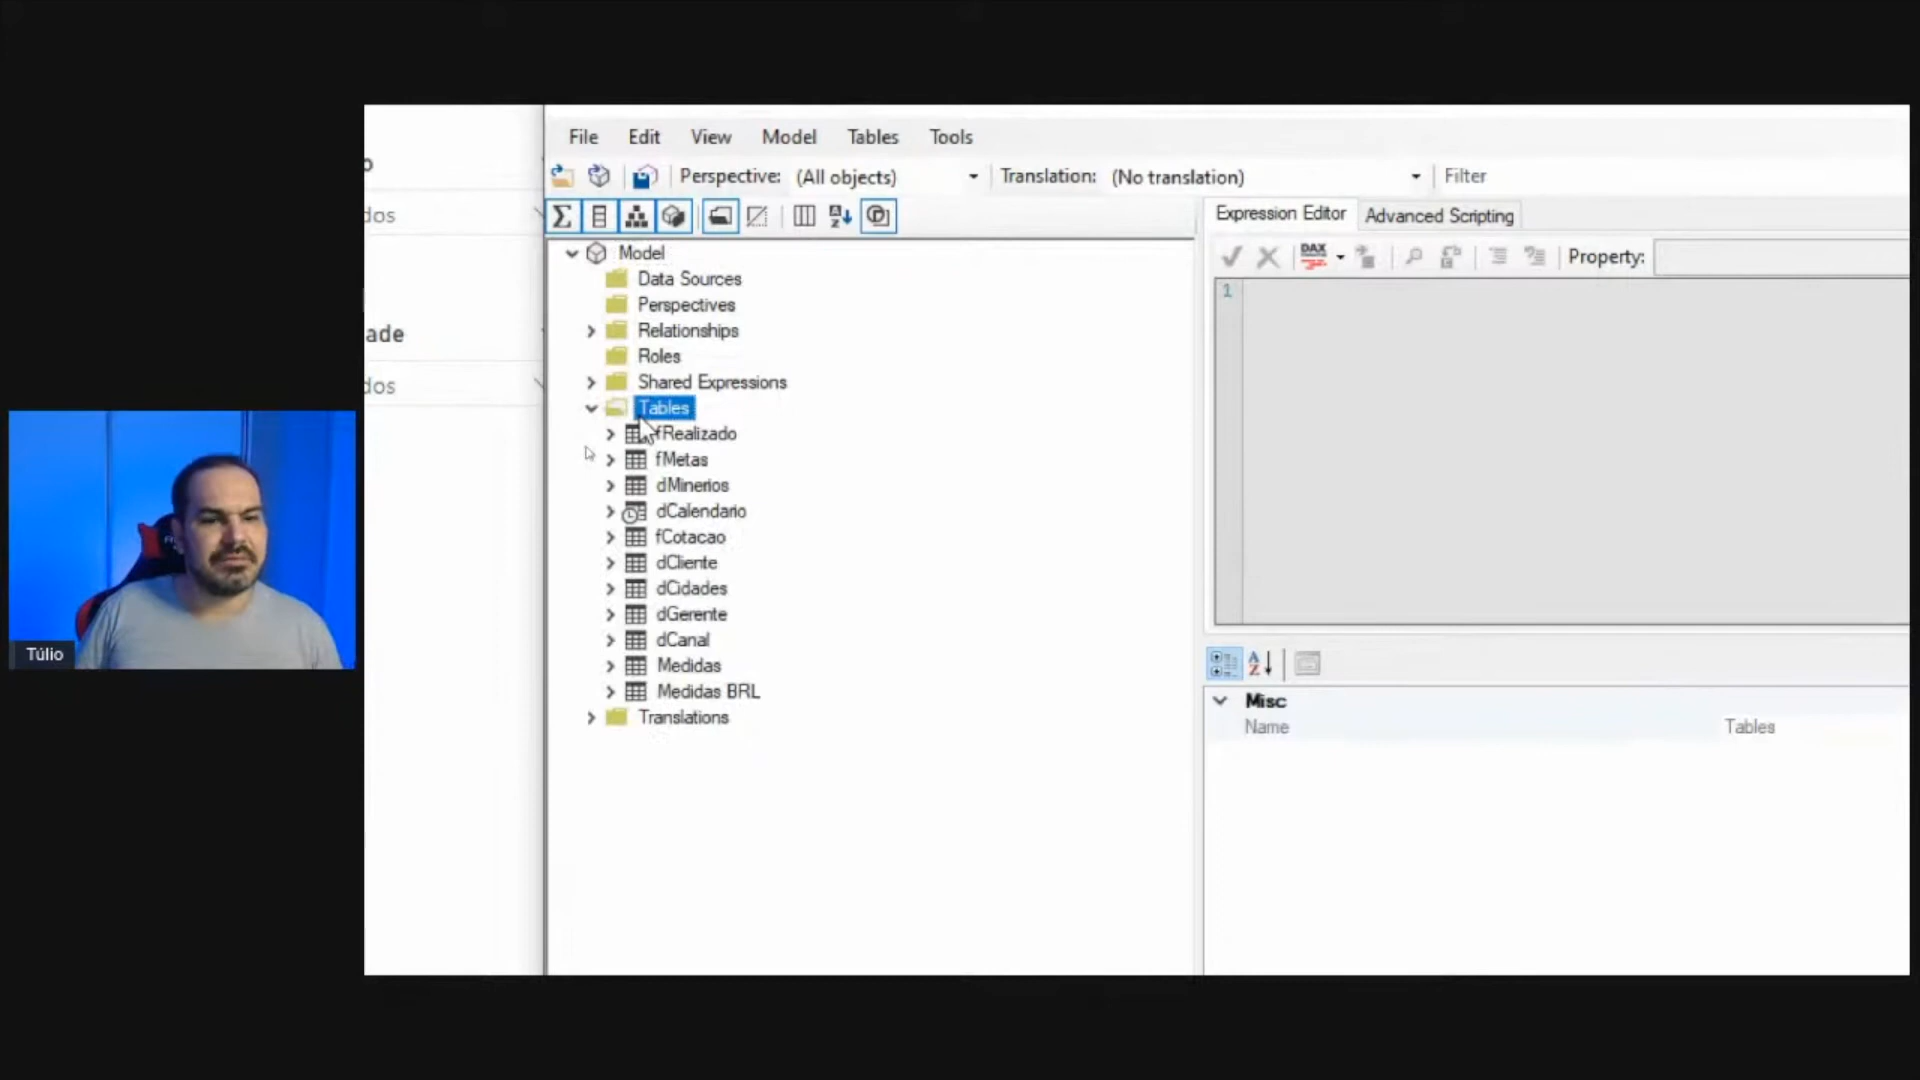 File Edit View Model Tables Tools
Perspective: (All objects) Translation: (No translation) Filter
o
dos
ade
dos
Model
Data Sources
Perspectives
Relationships
Roles
Shared Expressions
Tables
fRealizado
fMetas
dMinerios
dCalendario
fCotacao
dCliente
dCidades
dGerente
dCanal
Medidas
Medidas BRL
Translations
Expression Editor Advanced Scripting
DAX Property:
1
Misc
Name Tables
Túlio